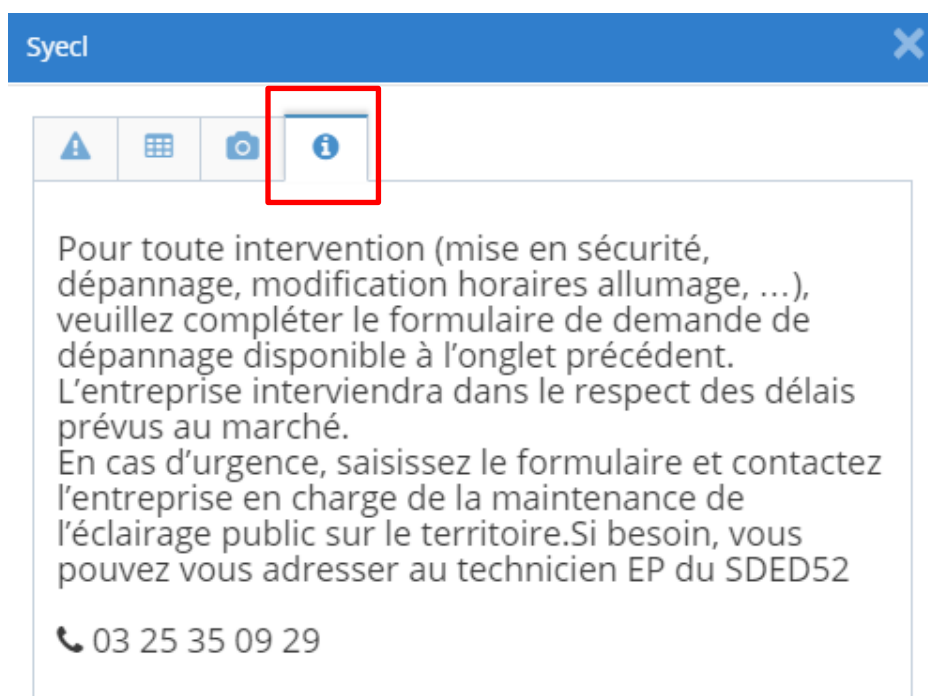 Syecl
Pour toute intervention (mise en sécurité,
dépannage, modification horaires allumage, ...),
veuillez compléter le formulaire de demande de
dépannage disponible à l’onglet précédent.
L’entreprise interviendra dans le respect des délais
prévus au marché.
En cas d’urgence, saisissez le formulaire et contactez
l’entreprise en charge de la maintenance de
l’éclairage public sur le territoire.Si besoin, vous
pouvez vous adresser au technicien EP du SDED52
03 25 35 09 29